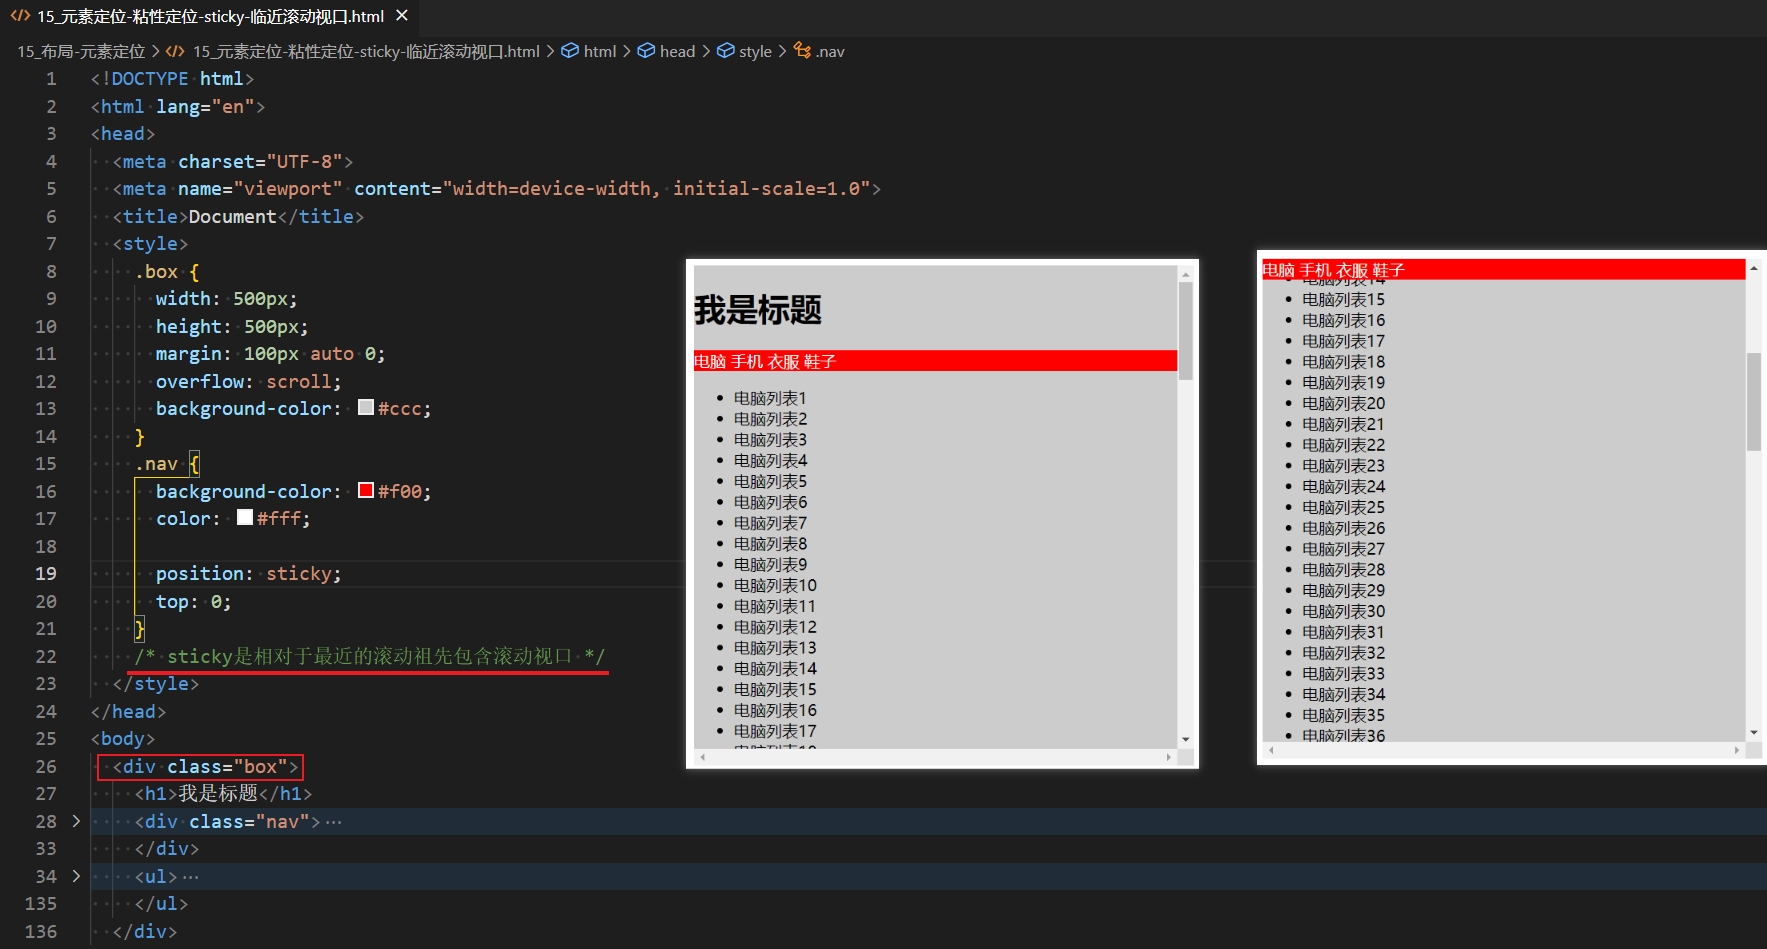 15_元素定位-粘性定位-sticky-临近滚动视口.html
15_布局-元素定位 > 15_元素定位-粘性定位-sticky-临近滚动视口.html > html > head > style > .nav
1 <!DOCTYPE html>
2 <html lang="en">
3 <head>
4 <meta charset="UTF-8">
5 <meta name="viewport" content="width=device-width, initial-scale=1.0">
6 <title>Document</title>
7 <style>
8 .box {
9 width: 500px;
10 height: 500px;
11 margin: 100px auto 0;
12 overflow: scroll;
13 background-color: #ccc;
14 }
15 .nav {
16 background-color: #f00;
17 color: #fff;
18
19 position: sticky;
20 top: 0;
21 }
22 /* sticky是相对于最近的滚动祖先包含滚动视口 */
23 </style>
24 </head>
25 <body>
26 <div class="box">
27 <h1>我是标题</h1>
28 <div class="nav">…
33 </div>
34 <ul>…
135 </ul>
136 </div>
我是标题
电脑 手机 衣服 鞋子
电脑列表1
电脑列表2
电脑列表3
电脑列表4
电脑列表5
电脑列表6
电脑列表7
电脑列表8
电脑列表9
电脑列表10
电脑列表11
电脑列表12
电脑列表13
电脑列表14
电脑列表15
电脑列表16
电脑列表17
电脑列表18
电脑 手机 衣服 鞋子
电脑列表14
电脑列表15
电脑列表16
电脑列表17
电脑列表18
电脑列表19
电脑列表20
电脑列表21
电脑列表22
电脑列表23
电脑列表24
电脑列表25
电脑列表26
电脑列表27
电脑列表28
电脑列表29
电脑列表30
电脑列表31
电脑列表32
电脑列表33
电脑列表34
电脑列表35
电脑列表36